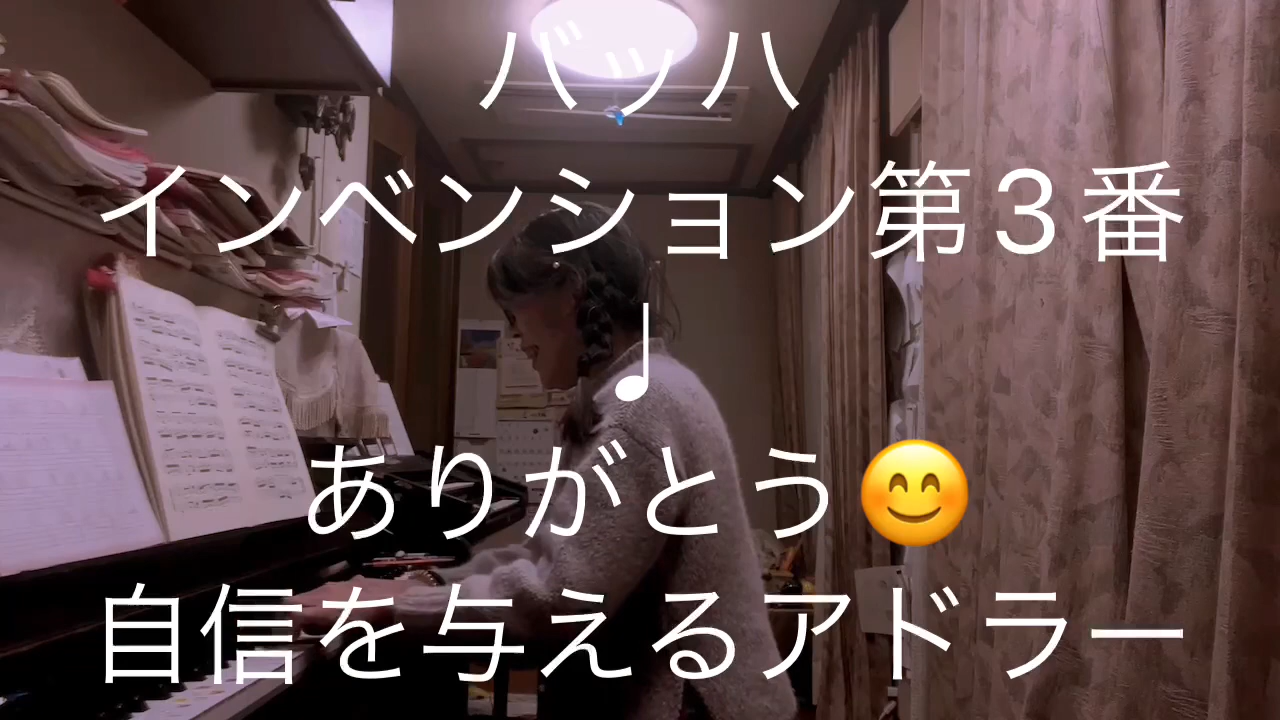 バッハ
インベンション第3番
♩
ありがとう😊
自信を与えるアドラー